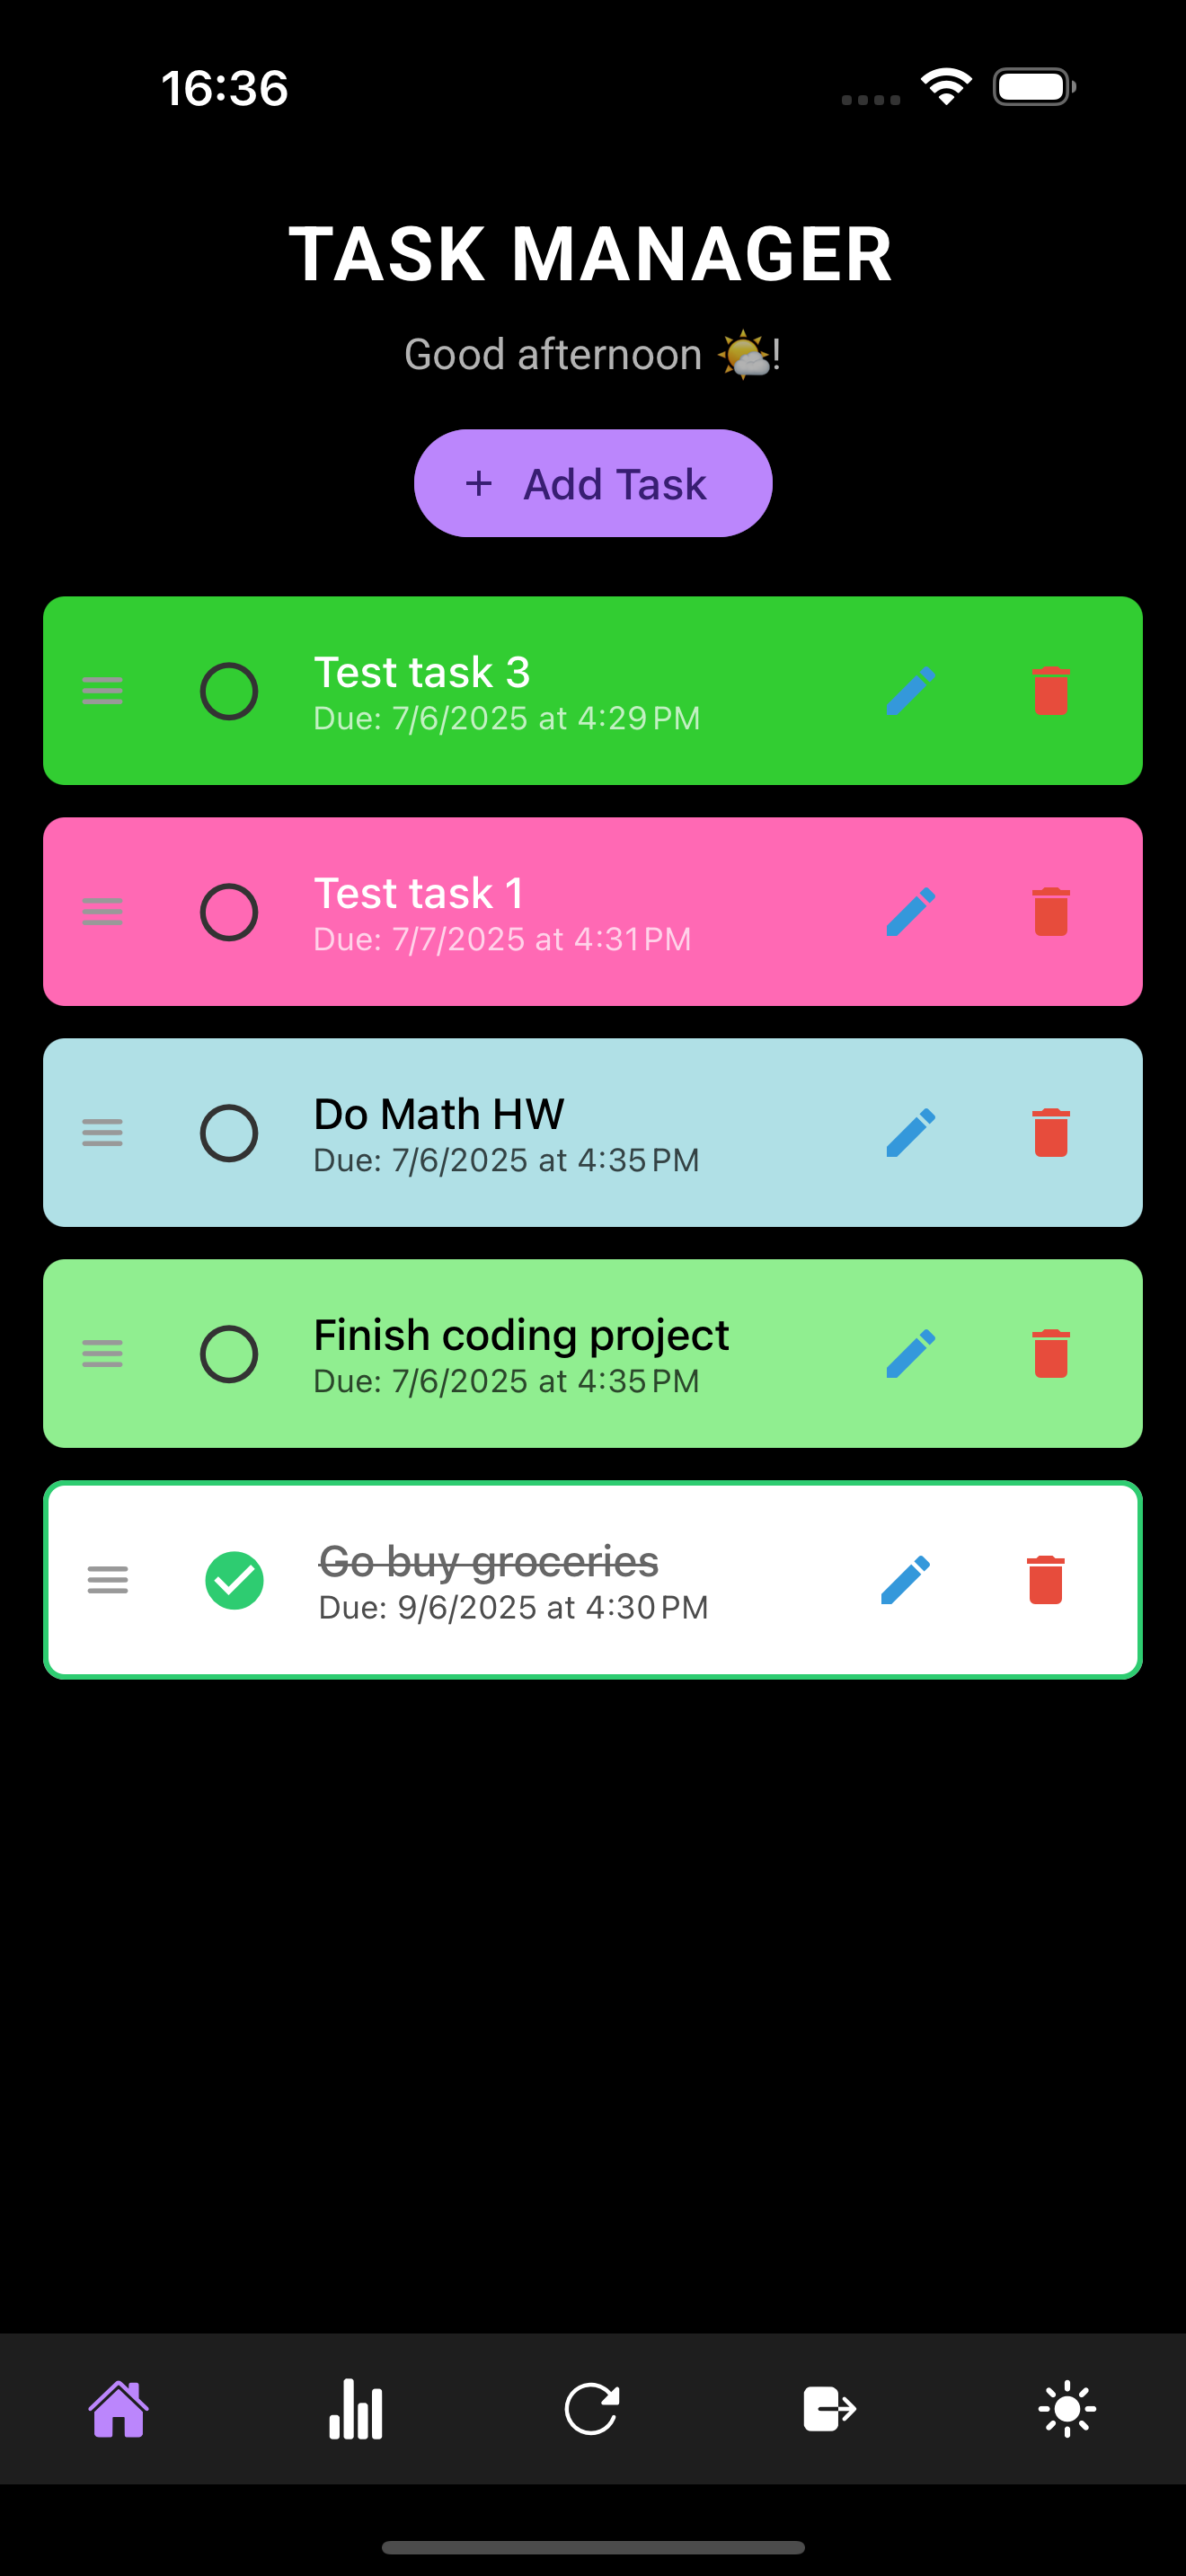 16:36
TASK MANAGER
Good afternoon 🌤️!
+ Add Task
Test task 3
Due: 7/6/2025 at 4:29 PM
Test task 1
Due: 7/7/2025 at 4:31 PM
Do Math HW
Due: 7/6/2025 at 4:35 PM
Finish coding project
Due: 7/6/2025 at 4:35 PM
Go buy groceries
Due: 9/6/2025 at 4:30 PM